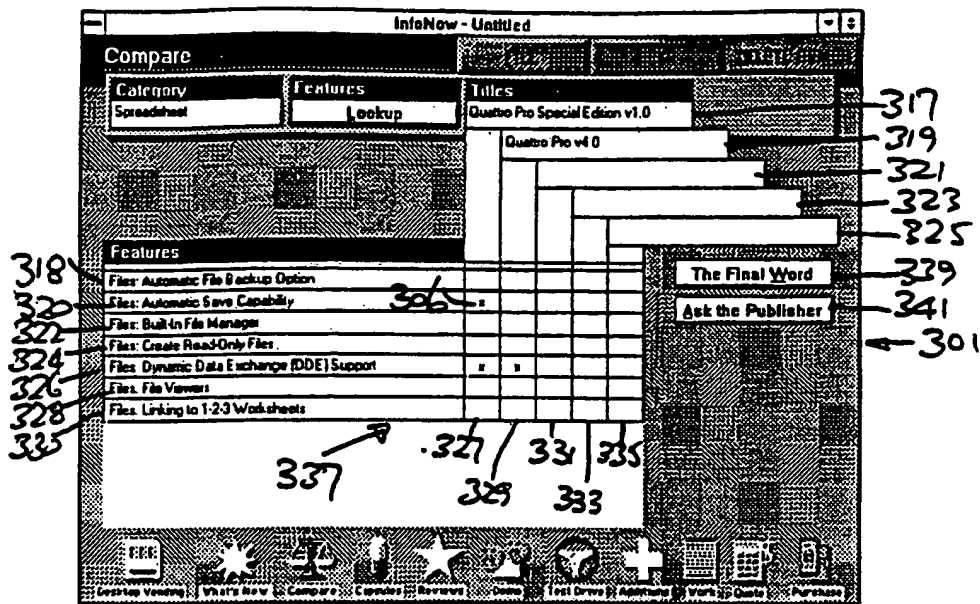 InfoNow - Untitled
Compare
Category
Features
Titles
Spreadsheet
Lookup
Quattro Pro Special Edition v1.0
Quattro Pro v4.0
317
319
321
323
325
Features
The Final Word
339
Ask the Publisher
341
301
318
Files: Automatic File Backup Option
320
Files: Automatic Save Capability
306
x
322
Files: Built-In File Manager
324
Files: Create Read-Only Files
326
Files: Dynamic Data Exchange (DDE) Support
x x
328
Files: File Viewers
335
Files: Linking to 1-2-3 Worksheets
337
327
329
331
333
335
Desktop Vending
What's New
Compare
Capsules
Reviews
Demo
Test Drive
Additions
Work
Quote
Purchase